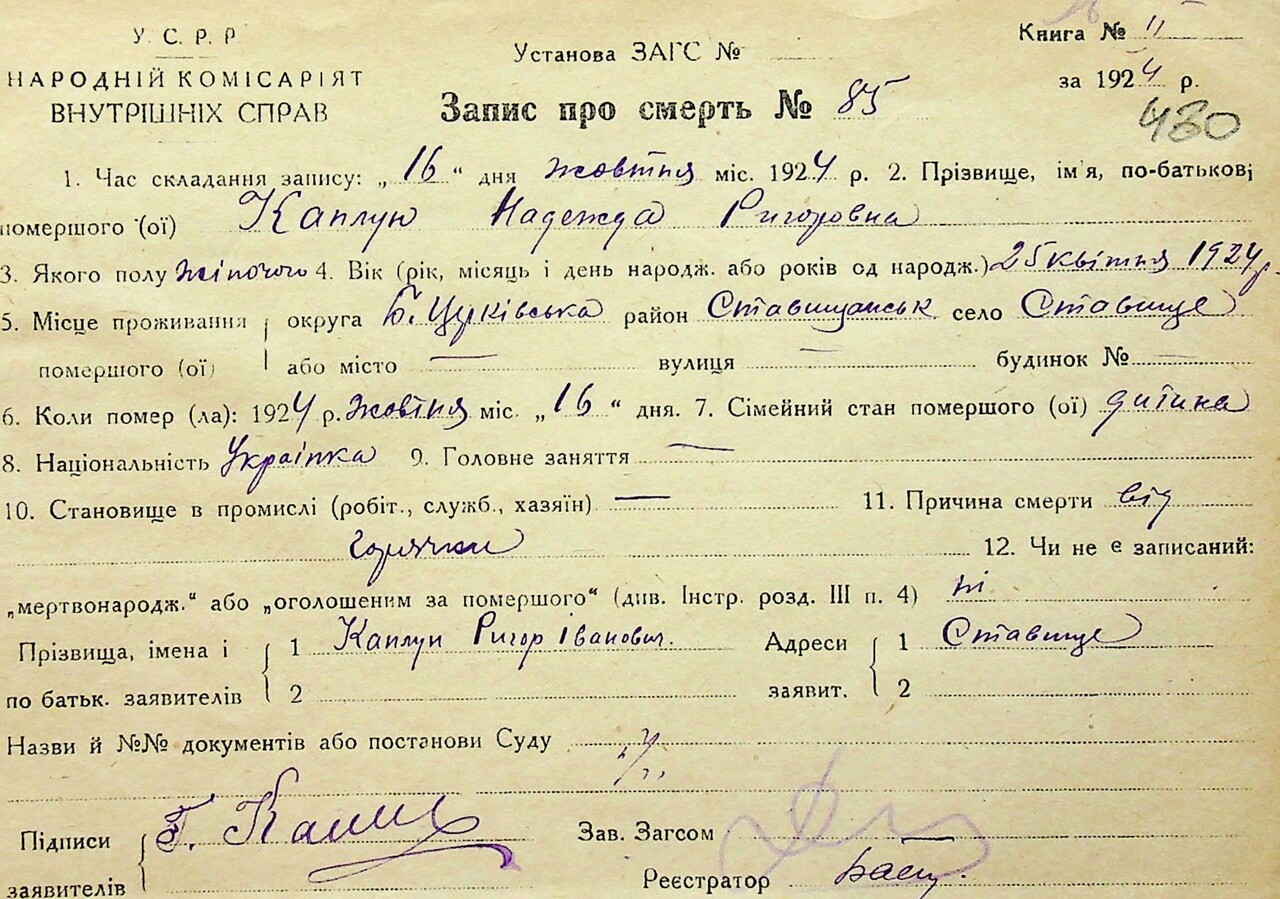 У. С. Р. Р
НАРОДНІЙ КОМІСАРІЯТ
ВНУТРІШНІХ СПРАВ
Установа ЗАГС №
Запис про смерть № 85
Книга № 11
за 1924 р.
480
1. Час складання запису: „ 16 “ дня жовтня міс. 1924 р. 2. Прізвище, ім'я, по-батькові
помершого (ої) Каплун Надежда Ригоровна
3. Якого полу жіночого 4. Вік (рік, місяць і день народж. або років од народж.) 25 квітня 1924 р.
5. Місце проживання округа Б. Церківська район Ставищанськ село Ставище
помершого (ої) або місто — вулиця — будинок № —
6. Коли помер (ла): 1924 р. жовтня міс. „16“ дня. 7. Сімейний стан помершого (ої) дитина
8. Національність Українка 9. Головне заняття —
10. Становище в промислі (робіт., служб., хазяїн) — 11. Причина смерти від
горячки 12. Чи не є записаний:
„мертвонародж.“ або „оголошеним за помершого“ (див. Інстр. розд. III п. 4) ні
Прізвища, імена і 1 Каплун Ригор Іванович. Адреси 1 Ставище
по батьк. заявителів 2 заявит. 2
Назви й №№ документів або постанови Суду
Підписи Зав. Загсом
заявителів Реєстратор